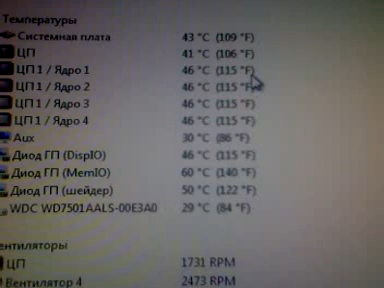 Температуры
Системная плата 43 °C (109 °F)
ЦП 41 °C (106 °F)
ЦП 1 / Ядро 1 46 °C (115 °F)
ЦП 1 / Ядро 2 46 °C (115 °F)
ЦП 1 / Ядро 3 46 °C (115 °F)
ЦП 1 / Ядро 4 46 °C (115 °F)
Aux 30 °C (86 °F)
Диод ГП (DispIO) 46 °C (115 °F)
Диод ГП (MemIO) 60 °C (140 °F)
Диод ГП (шейдер) 50 °C (122 °F)
WDC WD7501AALS-00E3A0 29 °C (84 °F)
ентиляторы
ЦП 1731 RPM
Вентилятор 4 2473 RPM